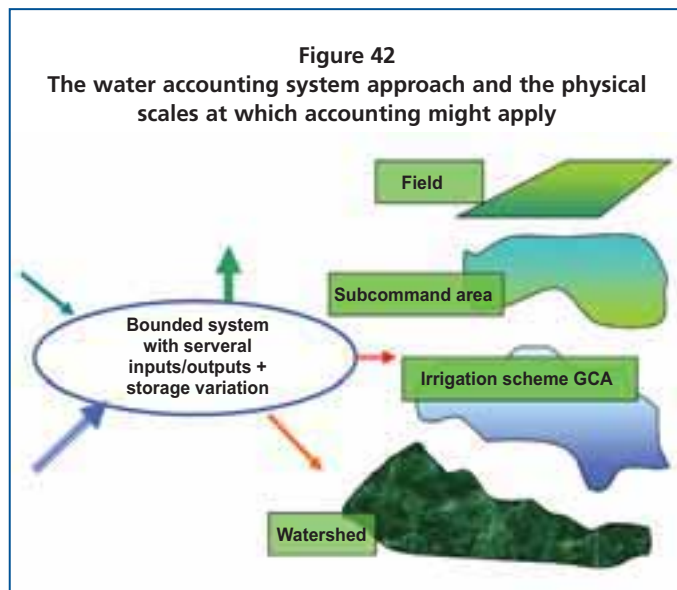 Figure 42
The water accounting system approach and the physical
scales at which accounting might apply
Field
Subcommand area
Bounded system
with serveral
inputs/outputs +
storage variation
Irrigation scheme GCA
Watershed